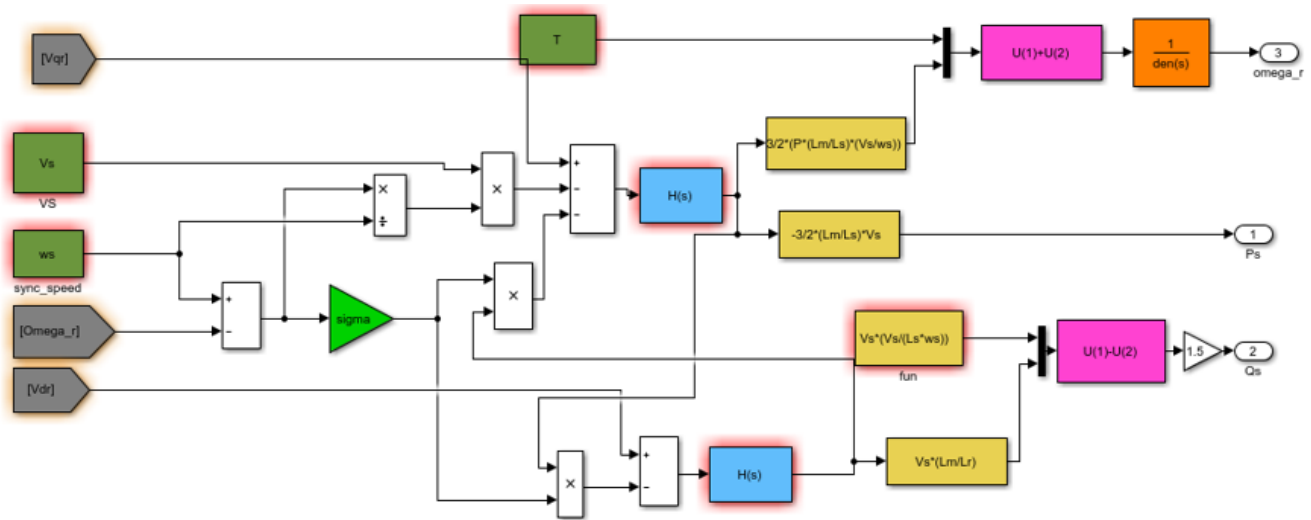 [Vqr]
T
U(1)+U(2)
1
den(s)
3
omega_r
Vs
VS
×
÷
×
+
−
−
H(s)
3/2*(P*(Lm/Ls)*(Vs/ws))
-3/2*(Lm/Ls)*Vs
1
Ps
ws
sync_speed
+
−
[Omega_r]
sigma
×
Vs*(Vs/(Ls*ws))
fun
U(1)-U(2)
1.5
2
Qs
[Vdr]
×
+
−
H(s)
Vs*(Lm/Lr)